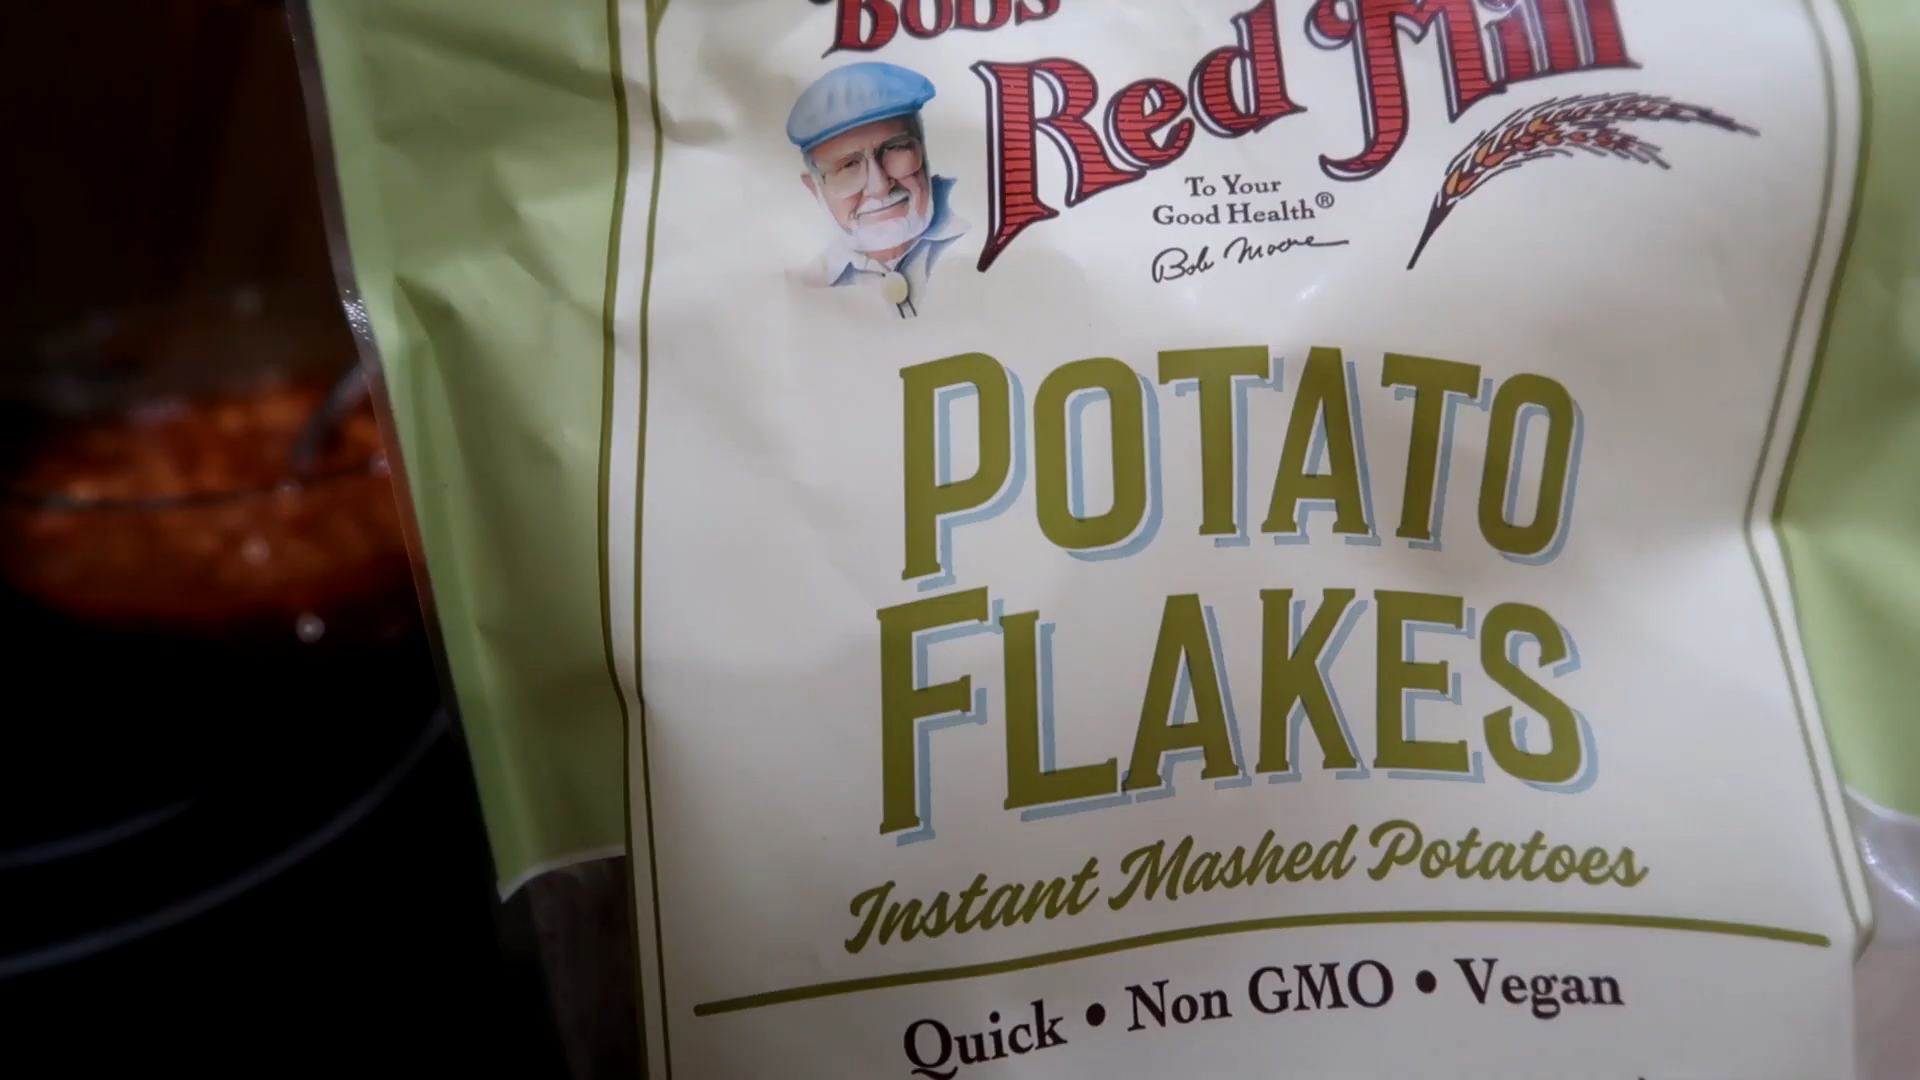 Bob's
Red Mill
To Your
Good Health®
Bob Moore
POTATO
FLAKES
Instant Mashed Potatoes
Quick • Non GMO • Vegan